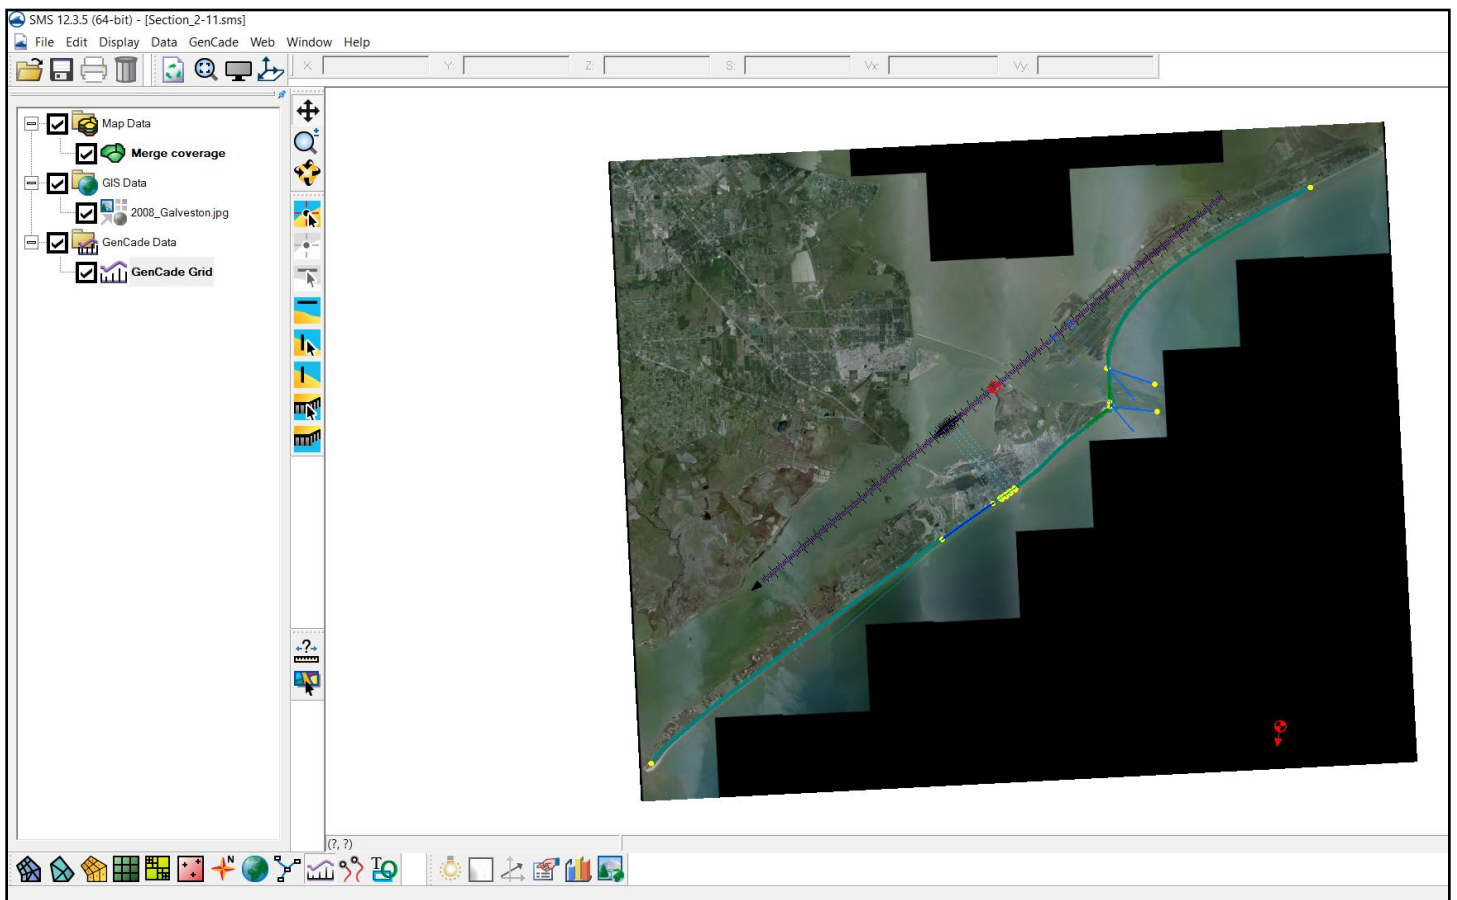 SMS 12.3.5 (64-bit) - [Section_2-11.sms]
File Edit Display Data GenCade Web Window Help
X: Y: Z: S: Vx: Vy:
Map Data
Merge coverage
GIS Data
2008_Galveston.jpg
GenCade Data
GenCade Grid
(?, ?)